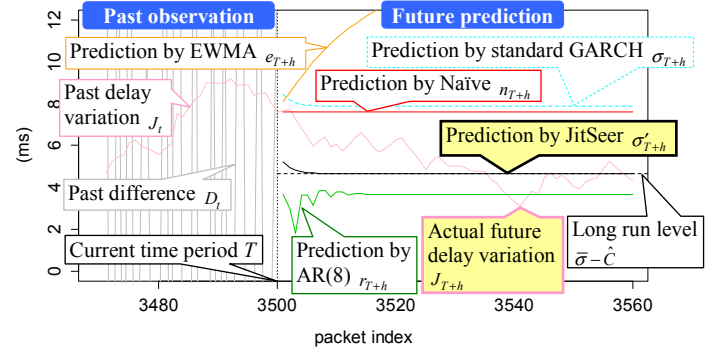 Past observation
Future prediction
12
10
8
6
4
2
0
(ms)
Prediction by EWMA e_{T+h}
Prediction by standard GARCH σ_{T+h}
Prediction by Naïve n_{T+h}
Past delay
variation J_t
Prediction by JitSeer σ′_{T+h}
Past difference D_t
Current time period T
Prediction by
AR(8) r_{T+h}
Actual future
delay variation
J_{T+h}
Long run level
σ̄ − Ĉ
3480
3500
3520
3540
3560
packet index